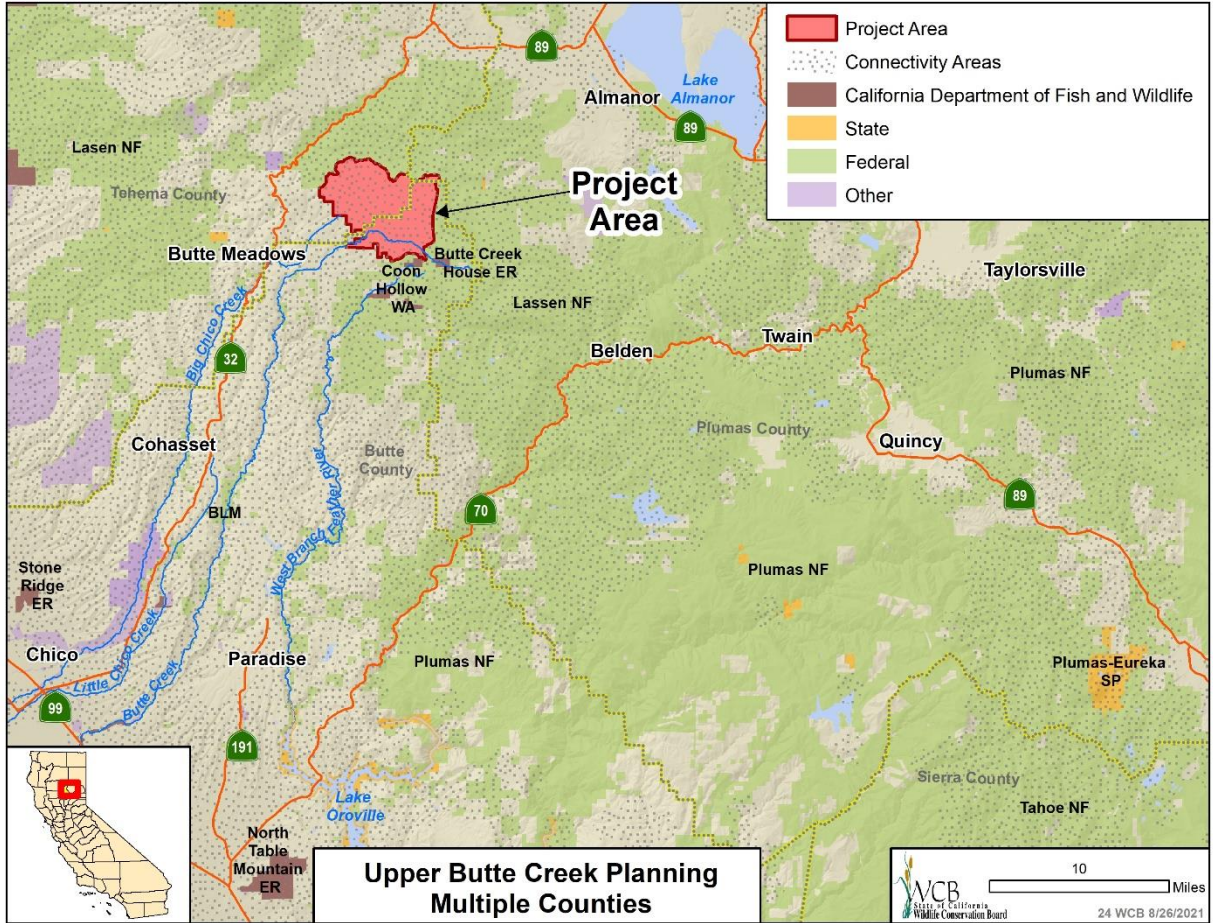 89
Lake
Almanor
Almanor
89
Project Area
Connectivity Areas
California Department of Fish and Wildlife
State
Federal
Other
Lasen NF
Tehema County
Project
Area
Butte Meadows
Butte Creek
House ER
Coon
Hollow
WA
Lassen NF
Taylorsville
Big Chico Creek
32
Belden
Twain
Plumas NF
Cohasset
Butte
County
Plumas County
Quincy
BLM
70
89
West Branch Feather River
Stone
Ridge
ER
Plumas NF
Chico
Little Chico Creek
Paradise
Plumas NF
Plumas-Eureka
SP
99
Butte Creek
191
Lake
Oroville
Sierra County
Tahoe NF
North
Table
Mountain
ER
Upper Butte Creek Planning
Multiple Counties
WCB
State of California
Wildlife Conservation Board
10
Miles
24 WCB 8/26/2021